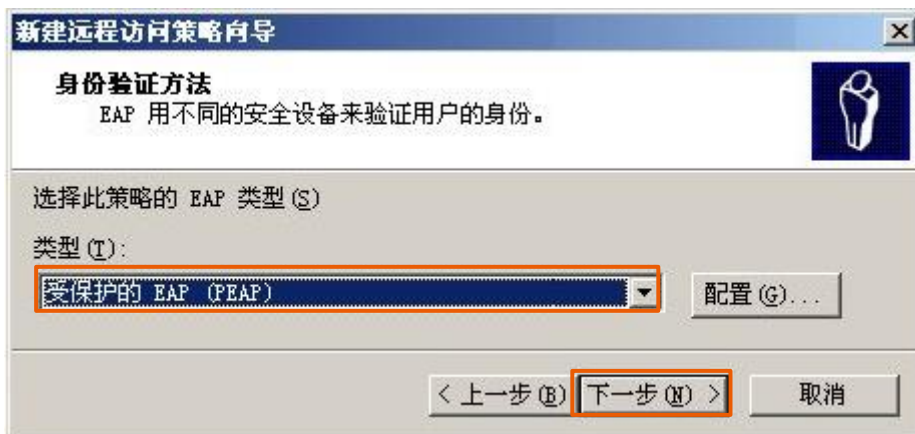 新建远程访问策略向导
身份验证方法
EAP 用不同的安全设备来验证用户的身份。
选择此策略的 EAP 类型(S)
类型(T):
受保护的 EAP (PEAP)
配置(G)...
< 上一步(B) 下一步(N) > 取消